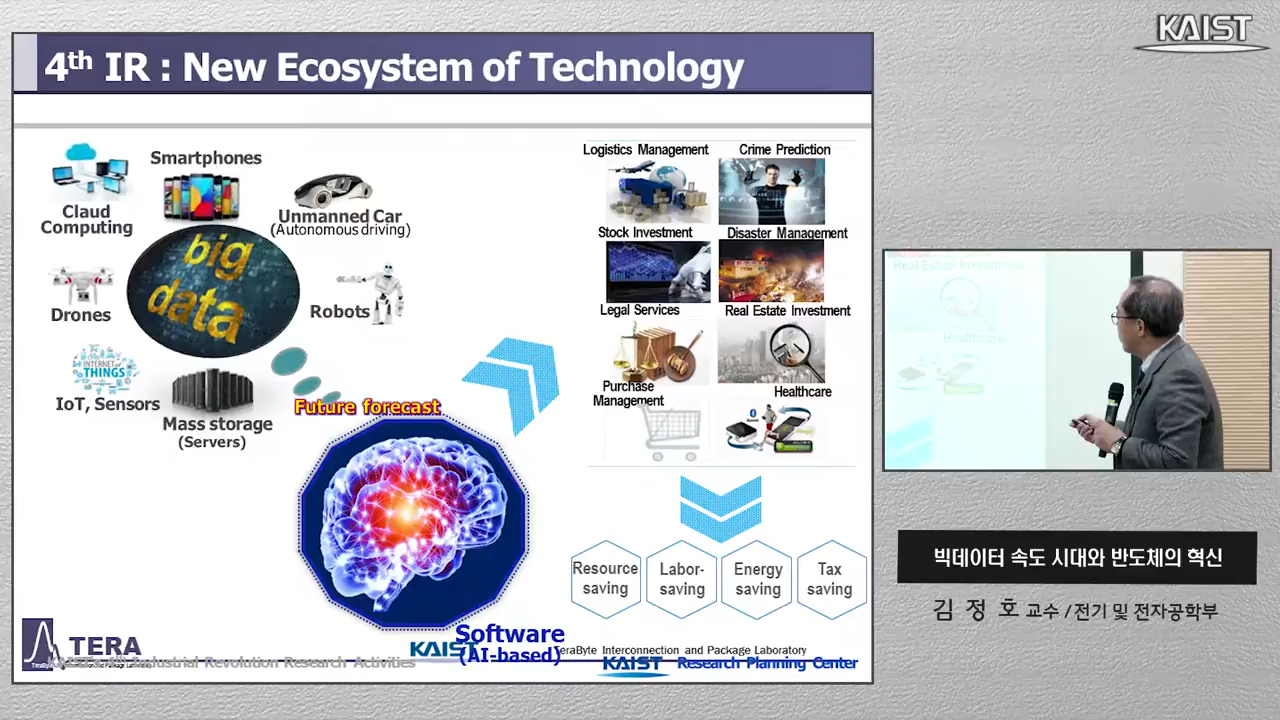 KAIST
4th IR : New Ecosystem of Technology
Smartphones
Claud
Computing
Unmanned Car
(Autonomous driving)
big
data
Drones
Robots
INTERNET
THINGS
IoT, Sensors
Mass storage
(Servers)
Future forecast
Software
(AI-based)
Logistics Management
Crime Prediction
Stock Investment
Disaster Management
Legal Services
Real Estate Investment
Purchase
Management
Healthcare
Resource
saving
Labor-
saving
Energy
saving
Tax
saving
TERA
TeraByte Interconnection and Package Laboratory
KAIST
KAIST's 4th Industrial Revolution Research Activities
KAIST
Research Planning Center
Real Estate Investment
Healthcare
빅데이터 속도 시대와 반도체의 혁신
김 정 호 교수 / 전기 및 전자공학부